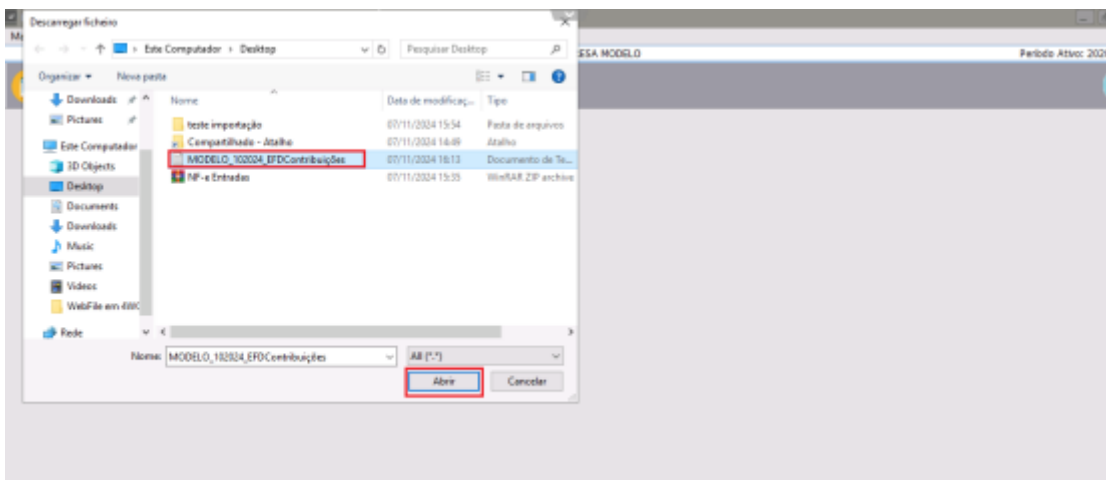 Descarregar ficheiro
Este Computador > Desktop
Pesquisar Desktop
ESA MODELO
Período Ativo: 202
Organizar
Nova pasta
Nome
Data de modificaç...
Tipo
Downloads
Pictures
Este Computador
3D Objects
Desktop
Documents
Downloads
Music
Pictures
Videos
WebFile em
Rede
teste importação 07/11/2024 15:54 Pasta de arquivos
Compartilhado - Atalho 07/11/2024 14:49 Atalho
MODELO_102024_EFDContribuições 07/11/2024 16:13 Documento de Te...
NF-e Entradas 07/11/2024 15:35 WinRAR ZIP archive
Nome: MODELO_102024_EFDContribuições
All (*.*)
Abrir
Cancelar